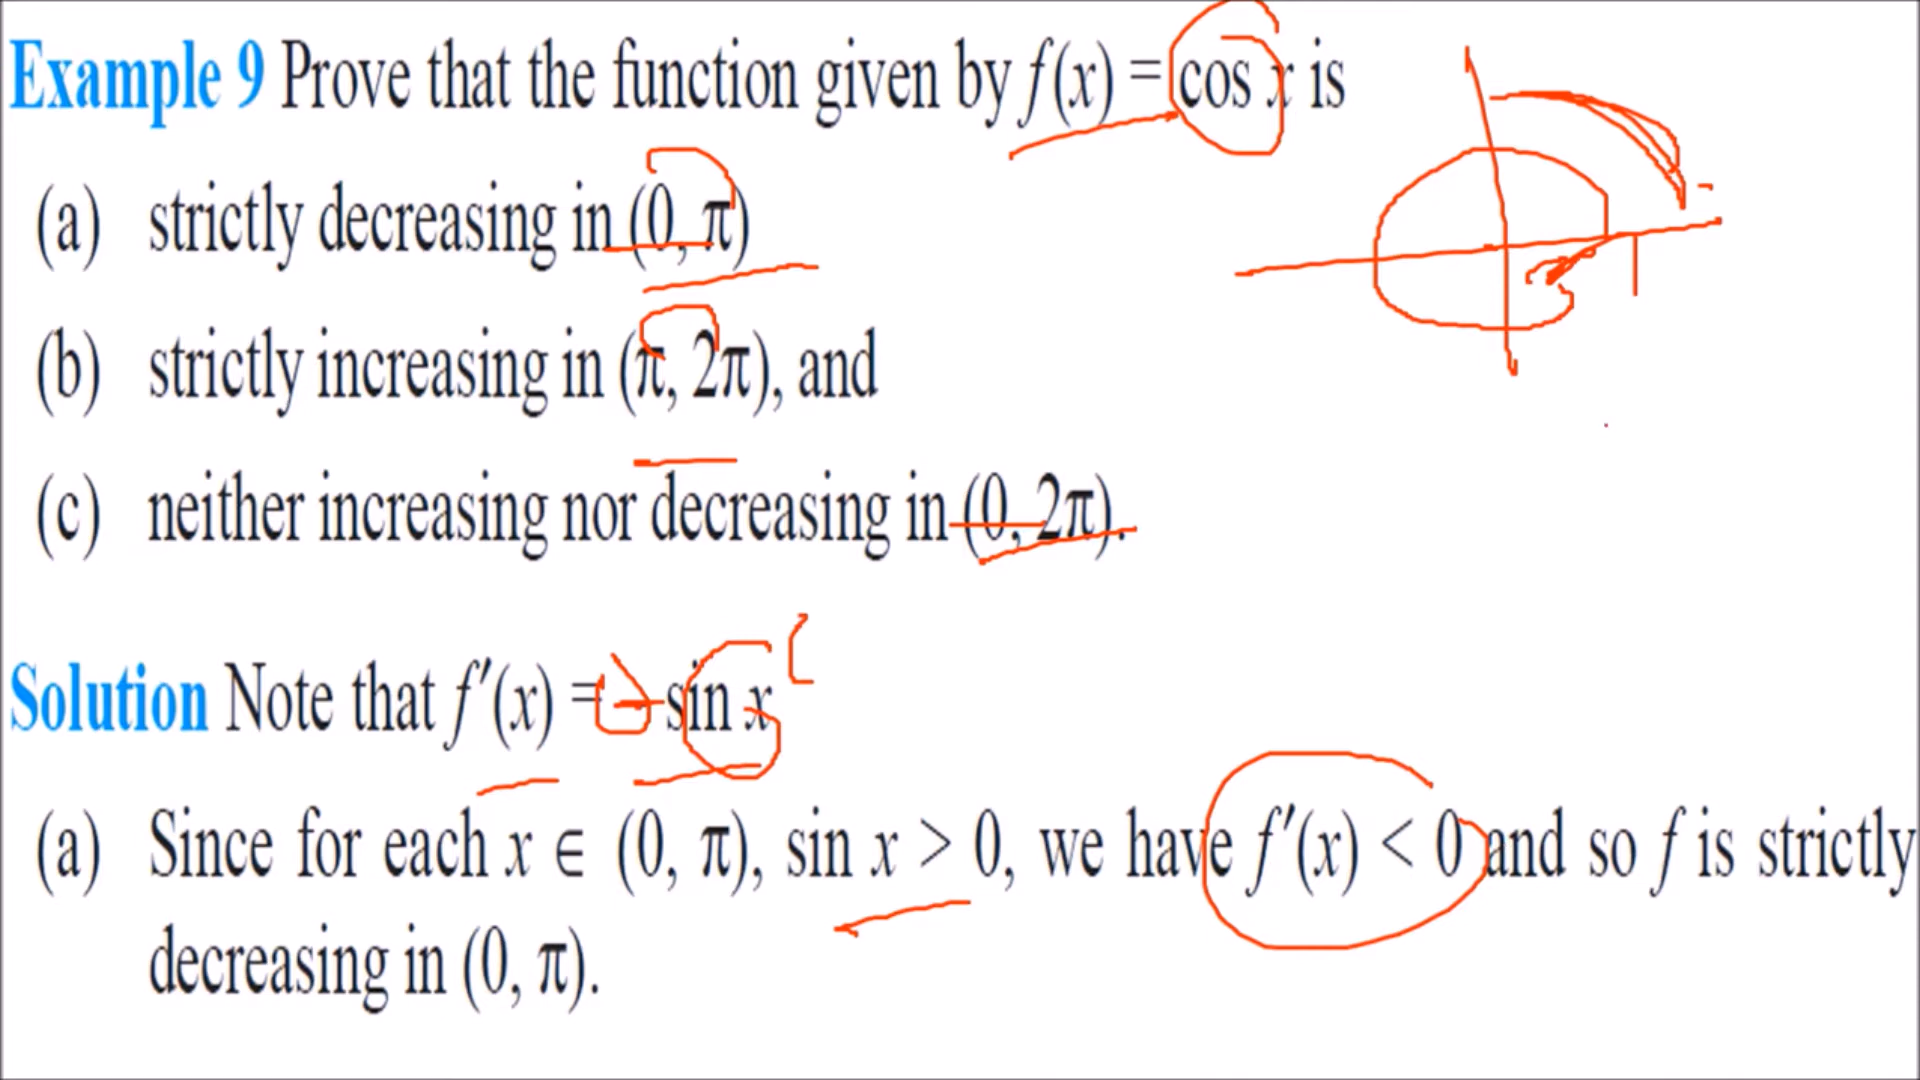 Example 9 Prove that the function given by f(x) = cos x is
(a) strictly decreasing in (0, π)
(b) strictly increasing in (π, 2π), and
(c) neither increasing nor decreasing in (0, 2π).
Solution Note that f′(x) = – sin x
(a) Since for each x ∈ (0, π), sin x > 0, we have f′(x) < 0 and so f is strictly
decreasing in (0, π).